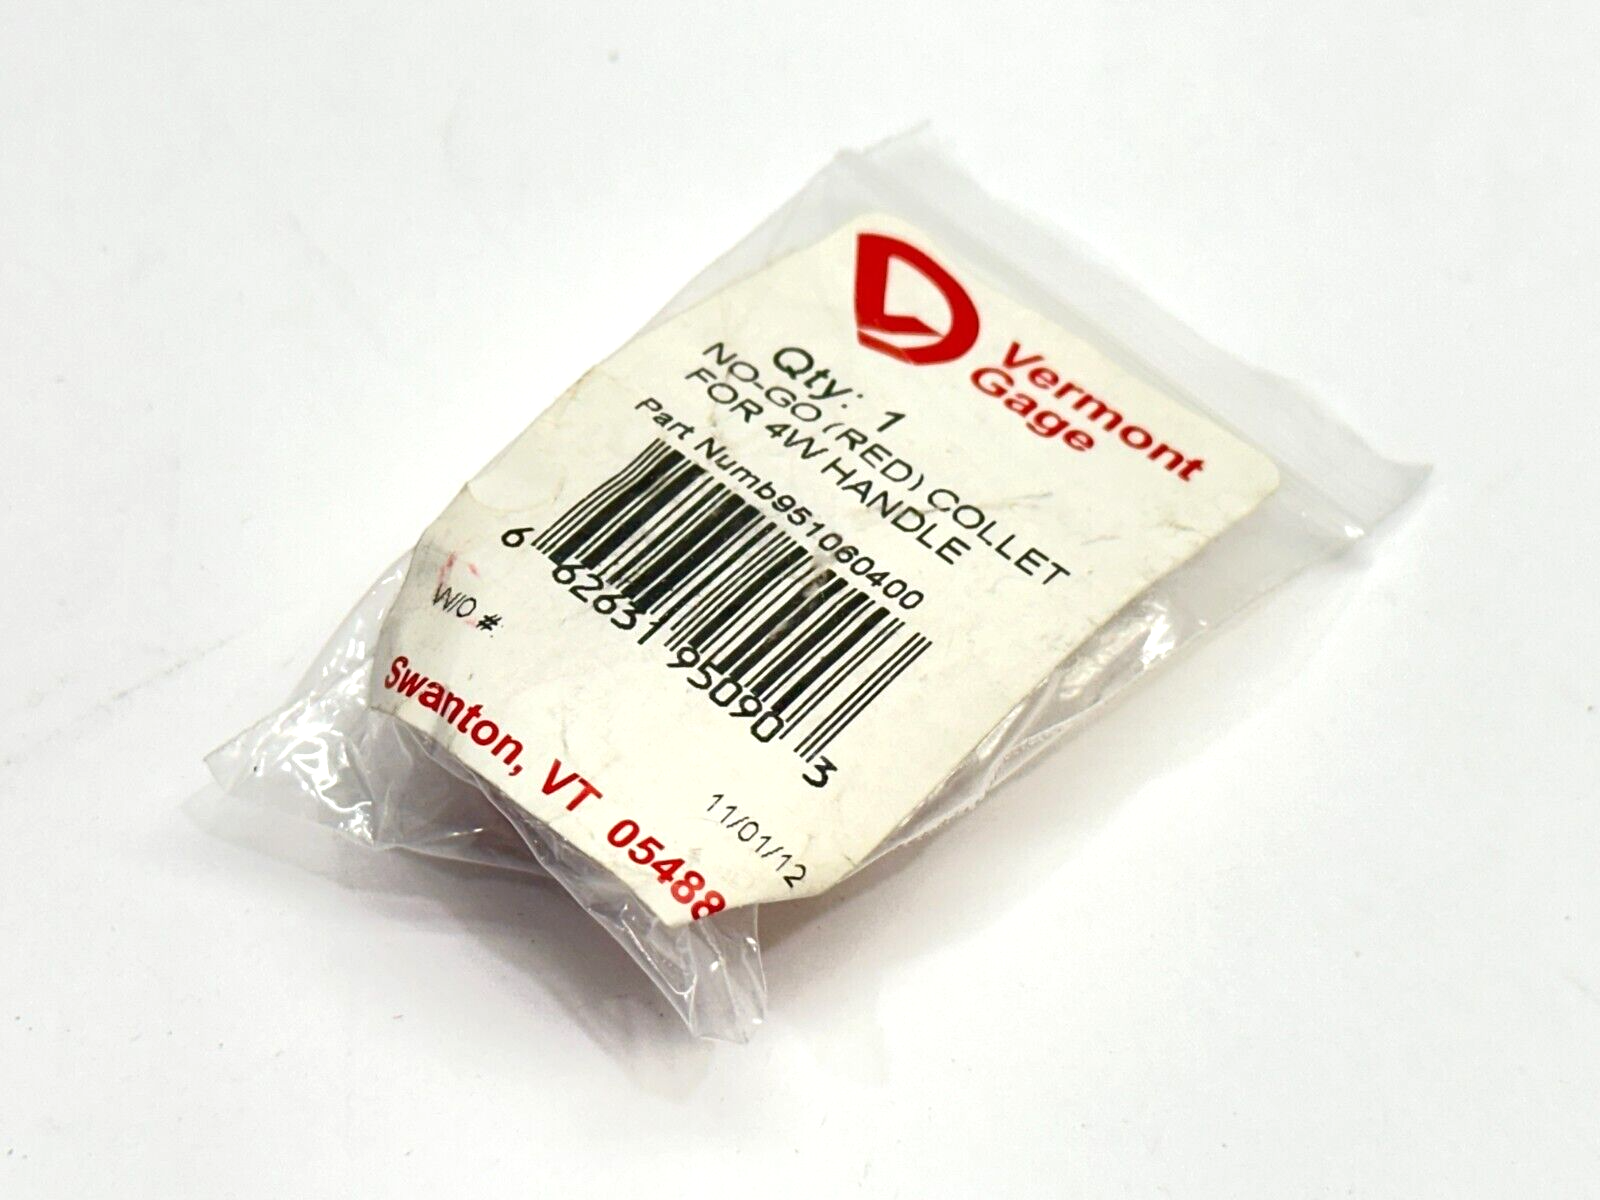 Vermont
Gage
Qty: 1
NO-GO (RED) COLLET
FOR 4W HANDLE
Part Numb951060400
6 62631 95090 3
W/O #:
11/01/12
Swanton, VT 05488